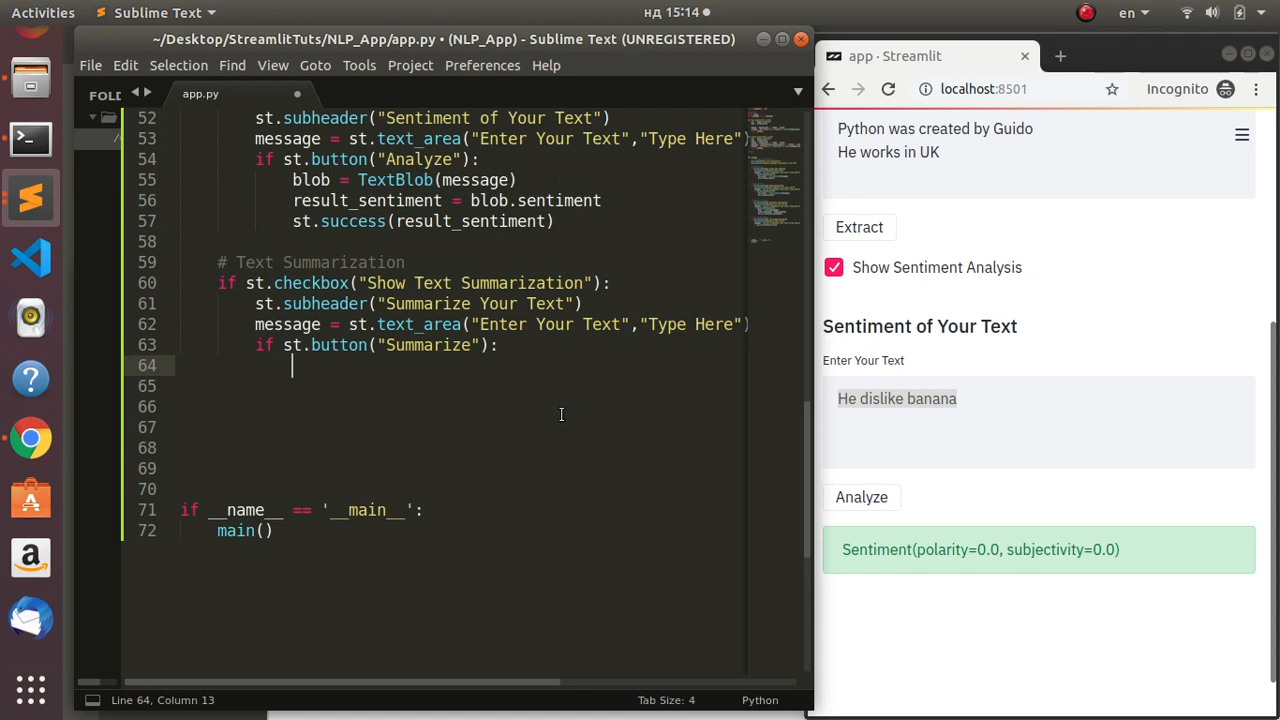 Activities
Sublime Text
нд 15:14
en
~/Desktop/StreamlitTuts/NLP_App/app.py • (NLP_App) - Sublime Text (UNREGISTERED)
File Edit Selection Find View Goto Tools Project Preferences Help
FOLD
app.py
52 st.subheader("Sentiment of Your Text")
53 message = st.text_area("Enter Your Text","Type Here")
54 if st.button("Analyze"):
55 blob = TextBlob(message)
56 result_sentiment = blob.sentiment
57 st.success(result_sentiment)
58
59 # Text Summarization
60 if st.checkbox("Show Text Summarization"):
61 st.subheader("Summarize Your Text")
62 message = st.text_area("Enter Your Text","Type Here")
63 if st.button("Summarize"):
64
65
66
67
68
69
70
71 if __name__ == '__main__':
72 main()
Line 64, Column 13
Tab Size: 4
Python
app · Streamlit
localhost:8501
Incognito
Python was created by Guido
He works in UK
Extract
Show Sentiment Analysis
Sentiment of Your Text
Enter Your Text
He dislike banana
Analyze
Sentiment(polarity=0.0, subjectivity=0.0)